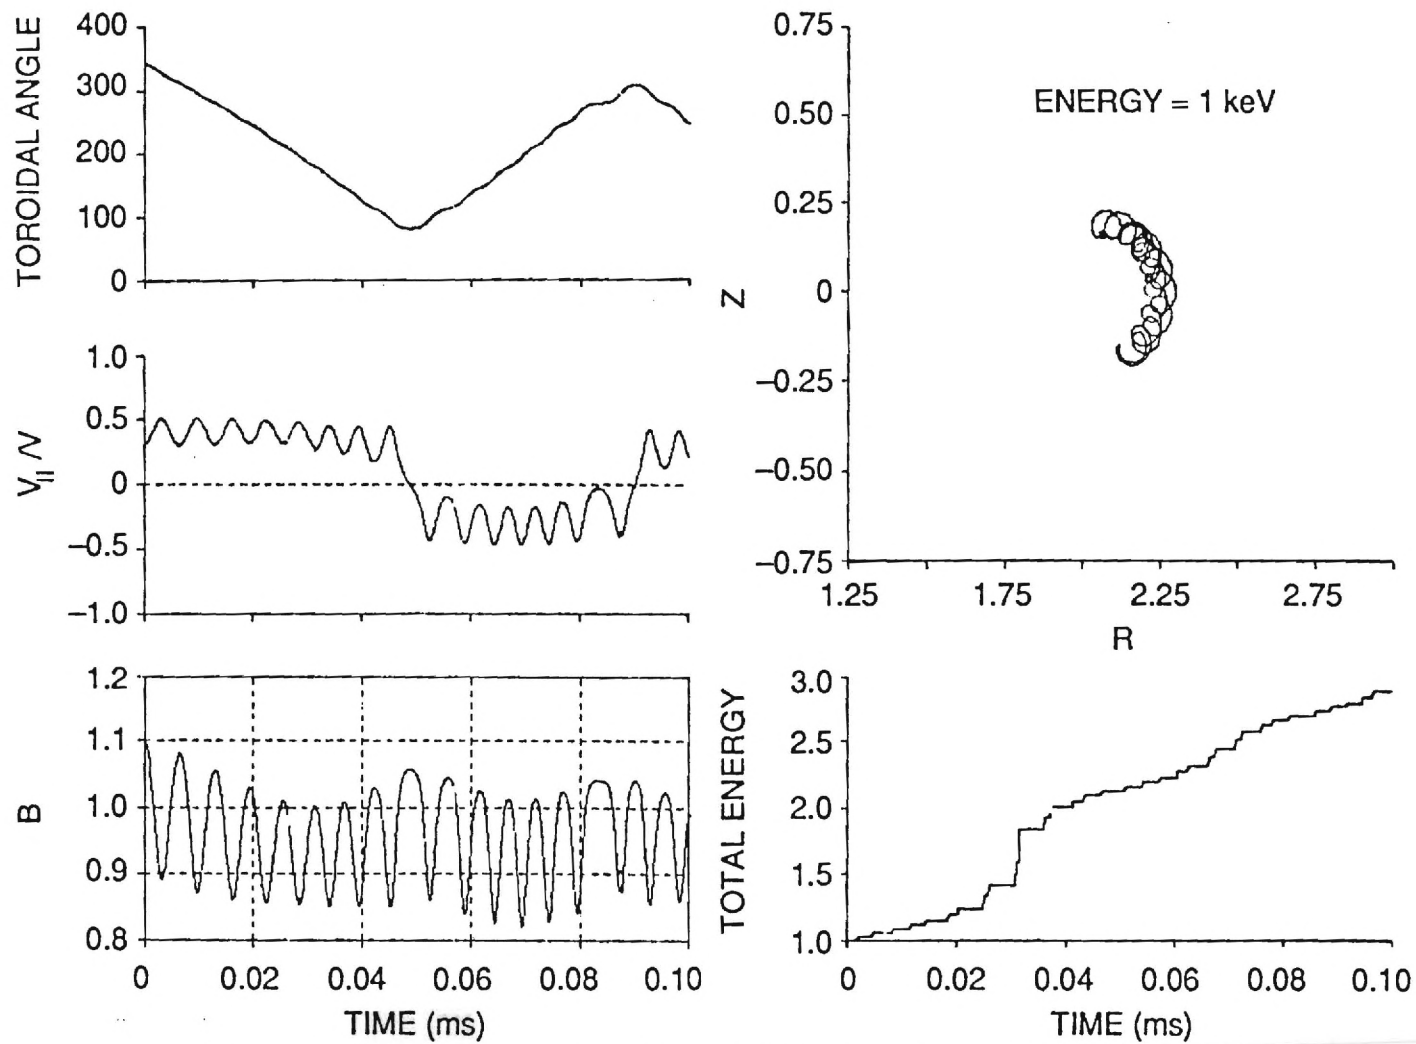 TOROIDAL ANGLE
400
300
200
100
0
V∥/V
1.0
0.5
0
−0.5
−1.0
B
1.2
1.1
1.0
0.9
0.8
0 0.02 0.04 0.06 0.08 0.10
TIME (ms)
Z
0.75
0.50
0.25
0
−0.25
−0.50
−0.75
ENERGY = 1 keV
1.25 1.75 2.25 2.75
R
TOTAL ENERGY
3.0
2.5
2.0
1.5
1.0
0 0.02 0.04 0.06 0.08 0.10
TIME (ms)